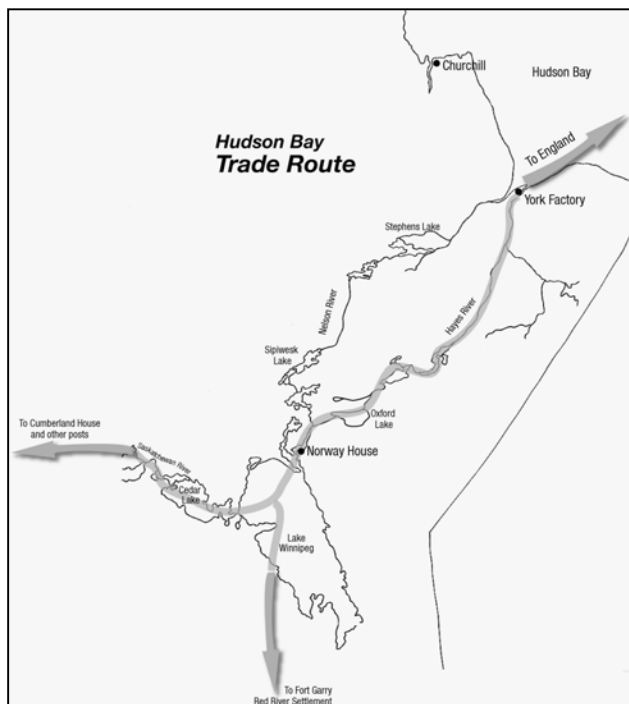 Churchill
Hudson Bay
Hudson Bay
Trade Route
To England
York Factory
Stephens Lake
Nelson River
Hayes River
Sipiwesk
Lake
Oxford
Lake
To Cumberland House
and other posts
Saskatchewan River
Norway House
Cedar
Lake
Lake
Winnipeg
To Fort Garry
Red River Settlement